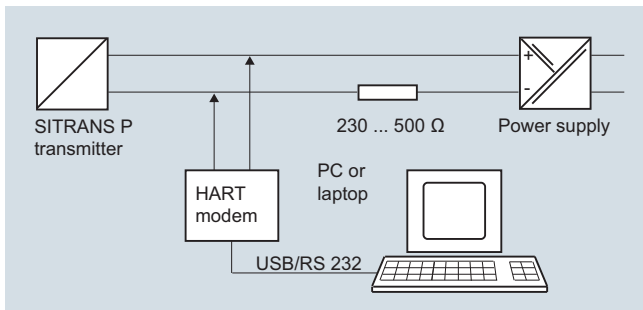 +
-
SITRANS P
transmitter
230 ... 500 Ω
Power supply
PC or
laptop
HART
modem
USB/RS 232